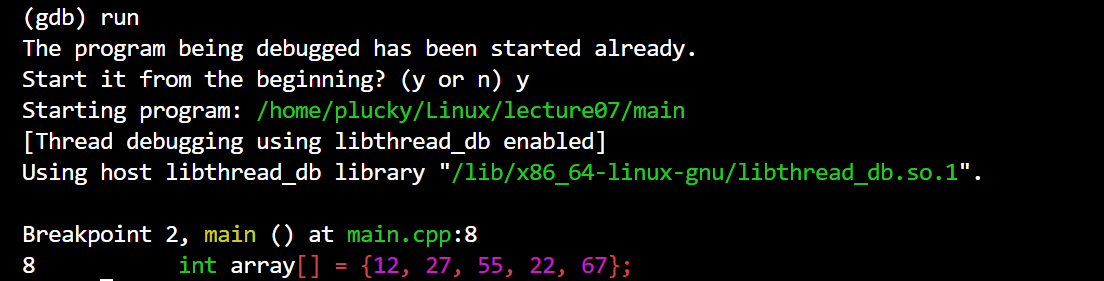 (gdb) run
The program being debugged has been started already.
Start it from the beginning? (y or n) y
Starting program: /home/plucky/Linux/lecture07/main
[Thread debugging using libthread_db enabled]
Using host libthread_db library "/lib/x86_64-linux-gnu/libthread_db.so.1".

Breakpoint 2, main () at main.cpp:8
8	    int array[] = {12, 27, 55, 22, 67};